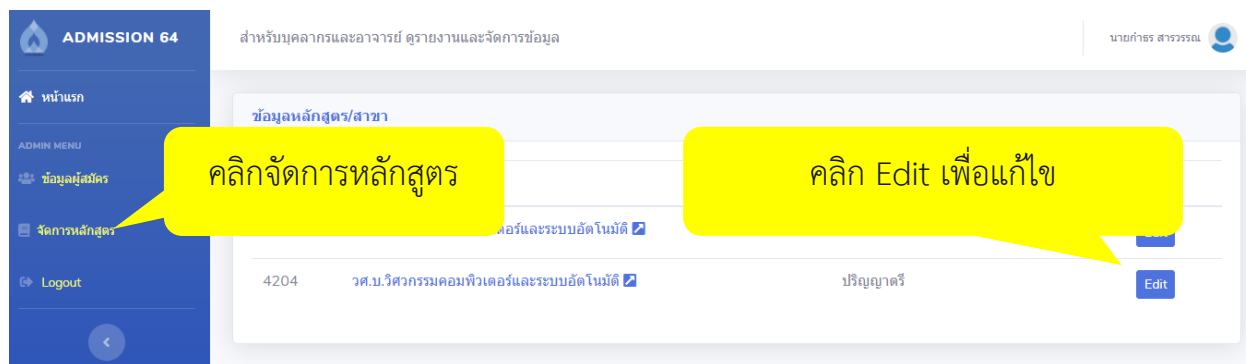 ADMISSION 64
สำหรับบุคลากรและอาจารย์ ดูรายงานและจัดการข้อมูล
นายกำธร สารวรรณ
หน้าแรก
ข้อมูลหลักสูตร/สาขา
ADMIN MENU
คลิกจัดการหลักสูตร
คลิก Edit เพื่อแก้ไข
ข้อมูลผู้สมัคร
จัดการหลักสูตร
ตอร์และระบบอัตโนมัติ
Logout
4204 วศ.บ.วิศวกรรมคอมพิวเตอร์และระบบอัตโนมัติ ปริญญาตรี Edit